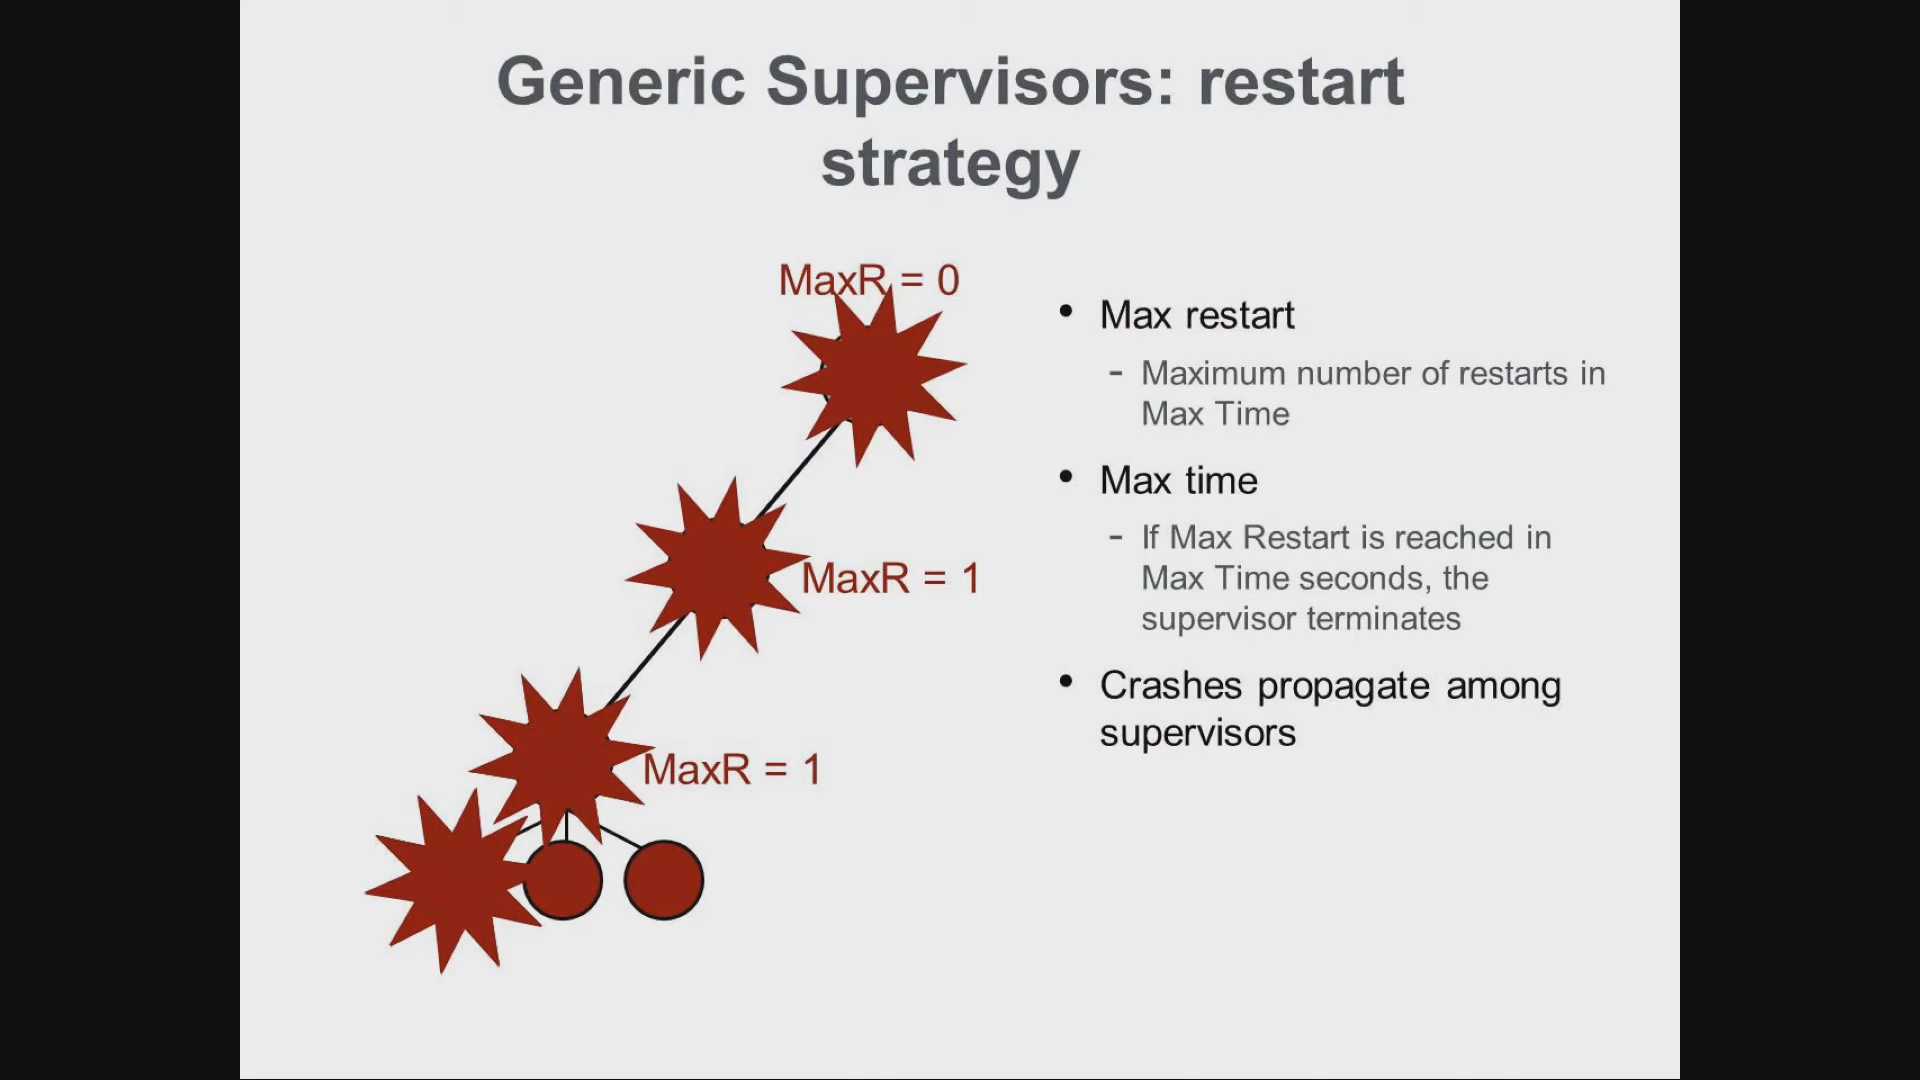 Generic Supervisors: restart
strategy
MaxR = 0
MaxR = 1
MaxR = 1
• Max restart
- Maximum number of restarts in
Max Time
• Max time
- If Max Restart is reached in
Max Time seconds, the
supervisor terminates
• Crashes propagate among
supervisors